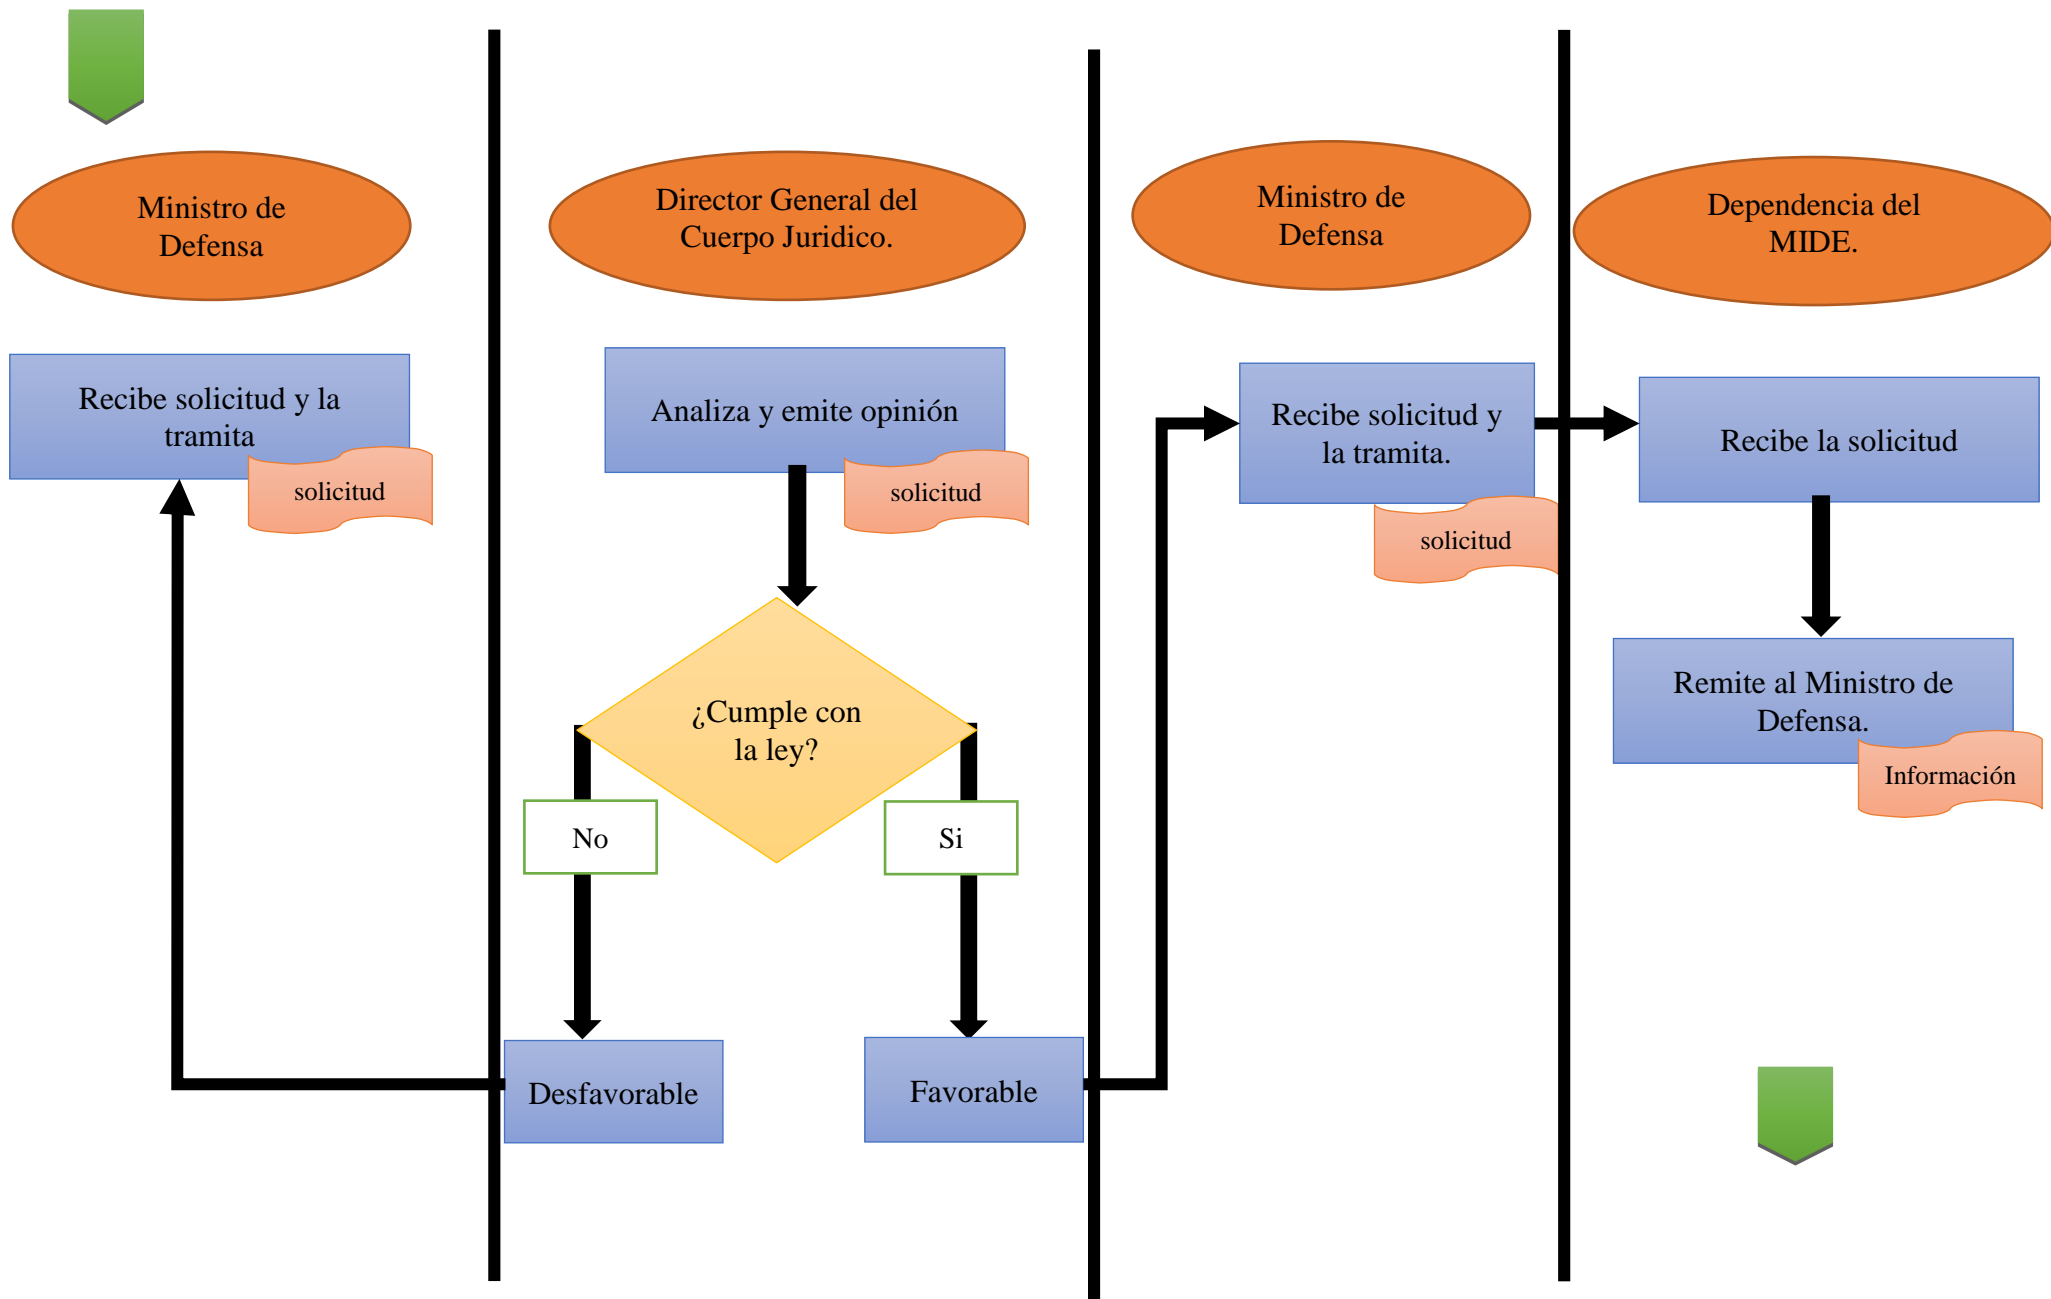 Ministro de
Defensa
Recibe solicitud y la
tramita
solicitud
Director General del
Cuerpo Juridico.
Analiza y emite opinión
solicitud
¿Cumple con
la ley?
No
Si
Desfavorable
Favorable
Ministro de
Defensa
Recibe solicitud y
la tramita.
solicitud
Dependencia del
MIDE.
Recibe la solicitud
Remite al Ministro de
Defensa.
Información